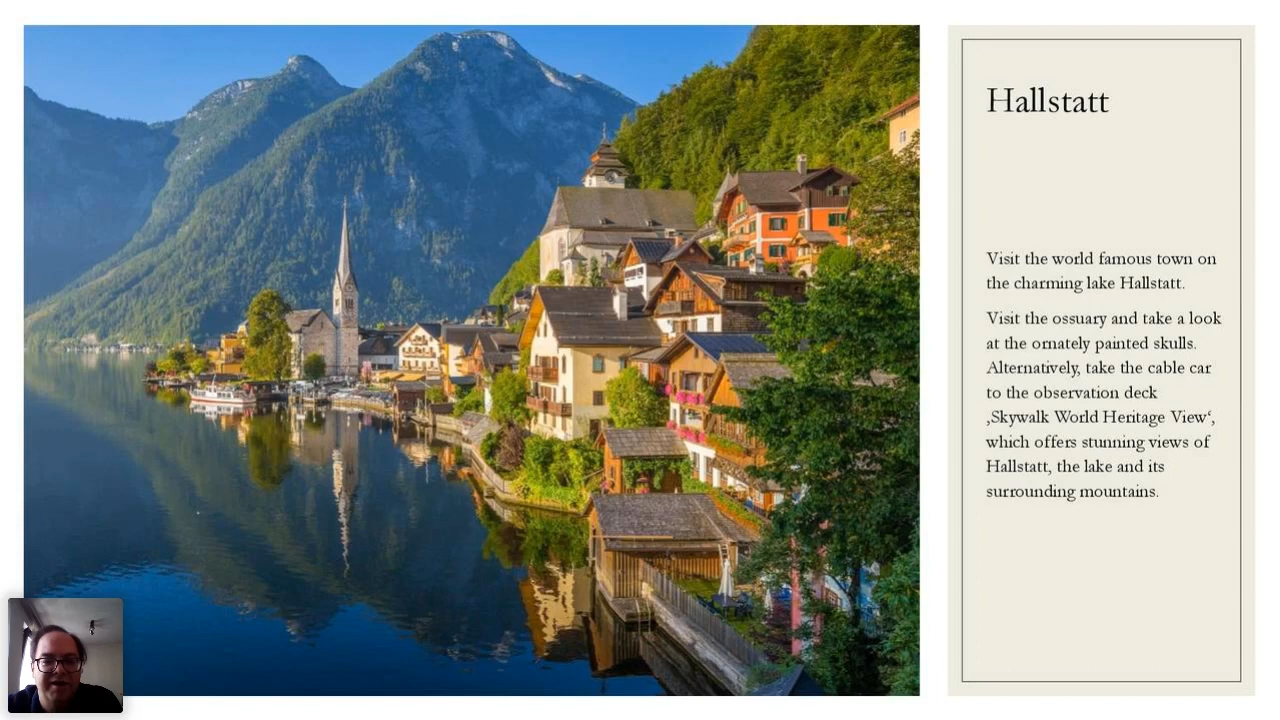 Hallstatt
Visit the world famous town on
the charming lake Hallstatt.
Visit the ossuary and take a look
at the ornately painted skulls.
Alternatively, take the cable car
to the observation deck
‚Skywalk World Heritage View‘,
which offers stunning views of
Hallstatt, the lake and its
surrounding mountains.